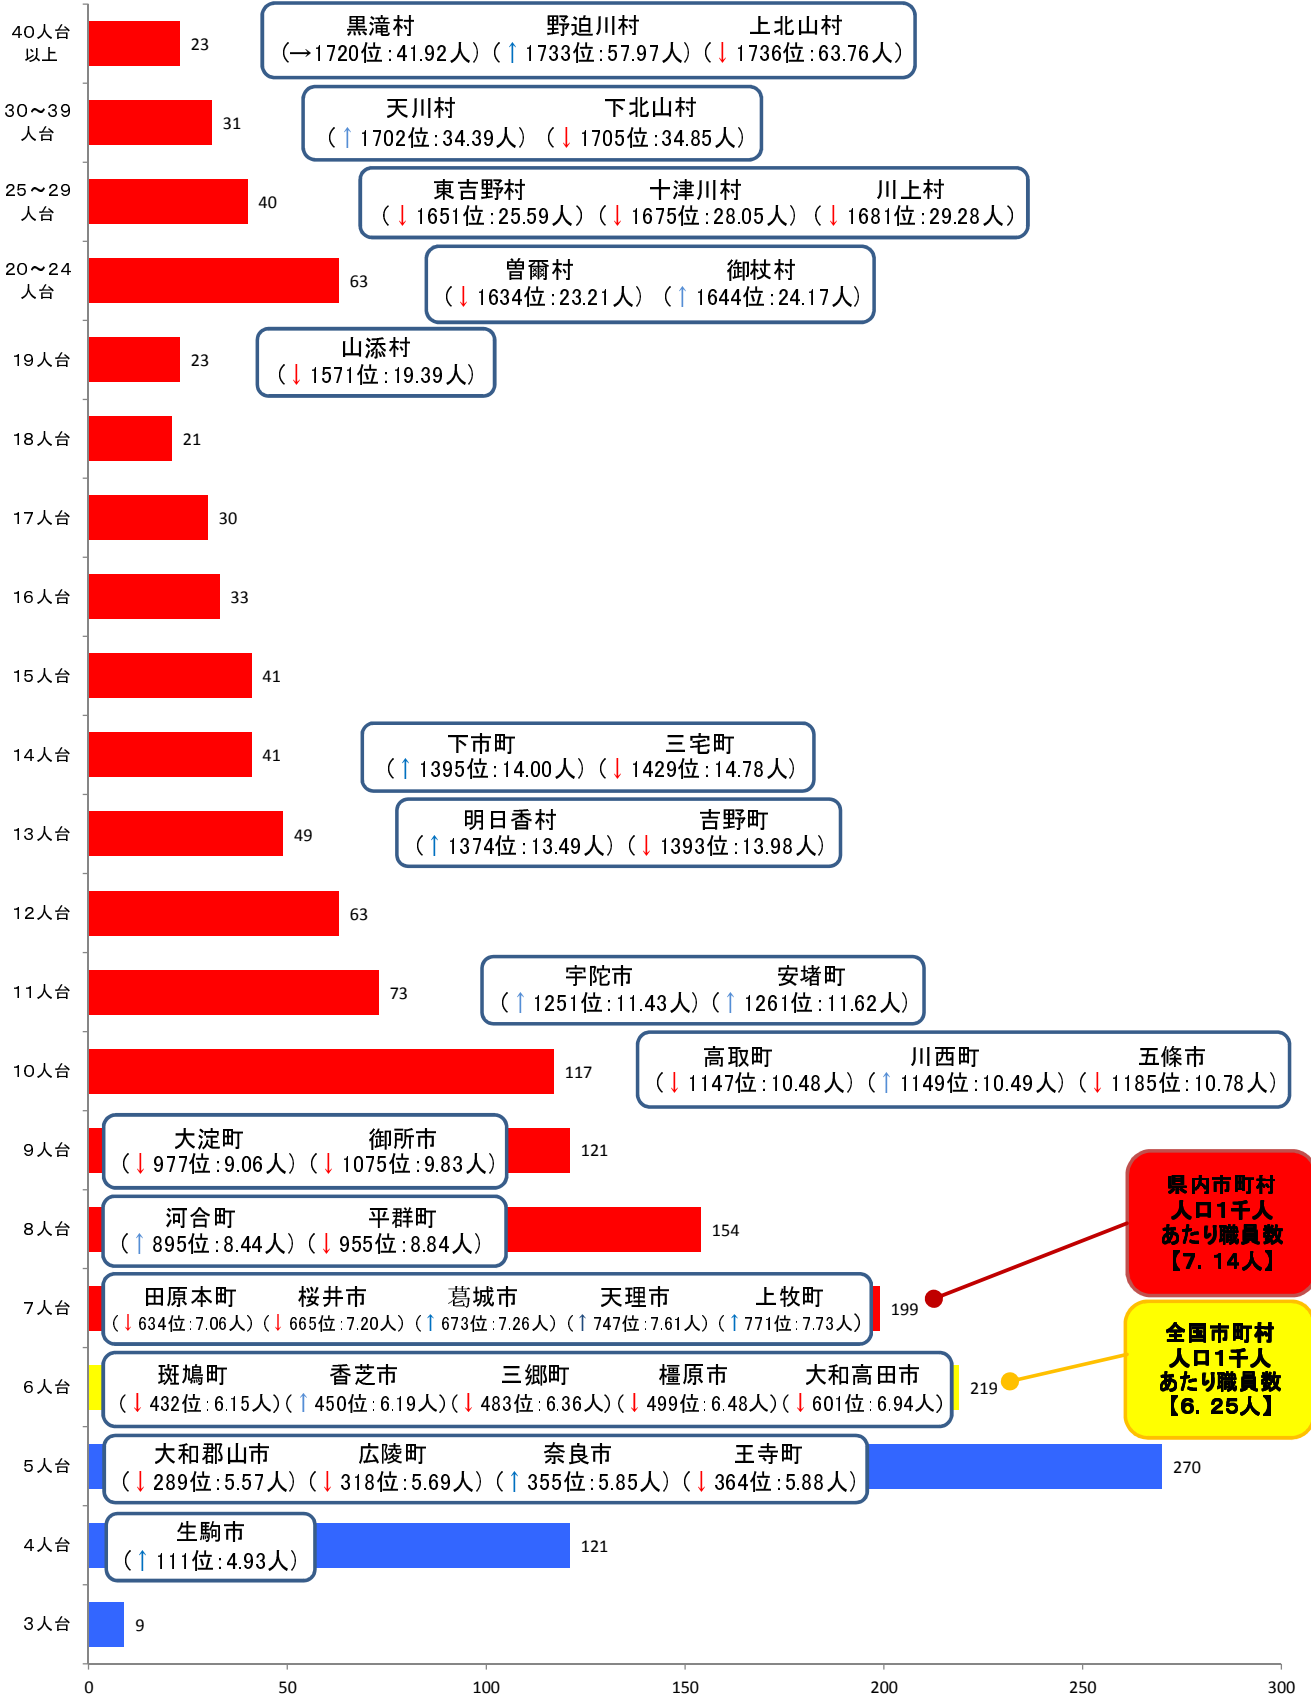 40人台
以上
23
黒滝村 野迫川村 上北山村
(→1720位:41.92人) (↑1733位:57.97人) (↓1736位:63.76人)
30～39
人台
31
天川村 下北山村
(↑1702位:34.39人) (↓1705位:34.85人)
25～29
人台
40
東吉野村 十津川村 川上村
(↓1651位:25.59人) (↓1675位:28.05人) (↓1681位:29.28人)
20～24
人台
63
曽爾村 御杖村
(↓1634位:23.21人) (↑1644位:24.17人)
19人台
23
山添村
(↓1571位:19.39人)
18人台
21
17人台
30
16人台
33
15人台
41
14人台
41
下市町 三宅町
(↑1395位:14.00人) (↓1429位:14.78人)
13人台
49
明日香村 吉野町
(↑1374位:13.49人) (↓1393位:13.98人)
12人台
63
11人台
73
宇陀市 安堵町
(↑1251位:11.43人) (↑1261位:11.62人)
10人台
117
高取町 川西町 五條市
(↓1147位:10.48人) (↑1149位:10.49人) (↓1185位:10.78人)
9人台
大淀町 御所市
(↓977位:9.06人) (↓1075位:9.83人)
121
8人台
河合町 平群町
(↑895位:8.44人) (↓955位:8.84人)
154
県内市町村
人口1千人
あたり職員数
【7．14人】
7人台
田原本町 桜井市 葛城市 天理市 上牧町
(↓634位:7.06人) (↓665位:7.20人) (↑673位:7.26人) (↑747位:7.61人) (↑771位:7.73人)
199
全国市町村
人口1千人
あたり職員数
【6．25人】
6人台
斑鳩町 香芝市 三郷町 橿原市 大和高田市
(↓432位:6.15人) (↑450位:6.19人) (↓483位:6.36人) (↓499位:6.48人) (↓601位:6.94人)
219
5人台
大和郡山市 広陵町 奈良市 王寺町
(↓289位:5.57人) (↓318位:5.69人) (↑355位:5.85人) (↓364位:5.88人)
270
4人台
生駒市
(↑111位:4.93人)
121
3人台
9
0 50 100 150 200 250 300